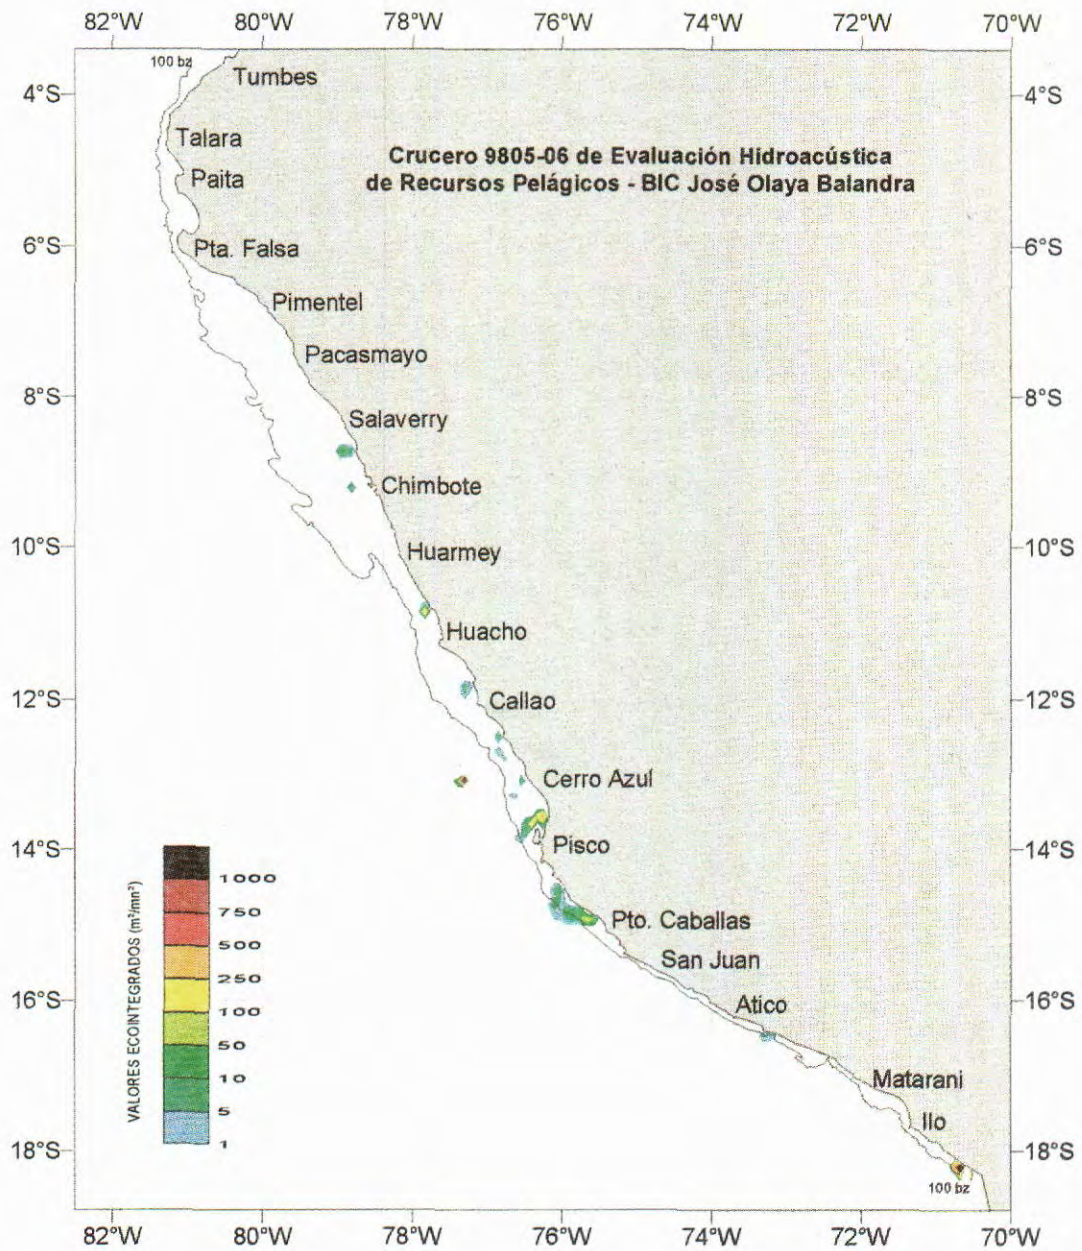 82°W 80°W 78°W 76°W 74°W 72°W 70°W
100 bz
Tumbes
4°S 4°S
Talara
Crucero 9805-06 de Evaluación Hidroacústica
de Recursos Pelágicos - BIC José Olaya Balandra
Paita
6°S 6°S
Pta. Falsa
Pimentel
Pacasmayo
8°S 8°S
Salaverry
Chimbote
10°S 10°S
Huarmey
Huacho
12°S 12°S
Callao
Cerro Azul
14°S 14°S
Pisco
VALORES ECOINTEGRADOS (m²/mn²)
1000
750
500
250
100
50
10
5
1
Pto. Caballas
San Juan
16°S 16°S
Atico
Matarani
Ilo
18°S 18°S
100 bz
82°W 80°W 78°W 76°W 74°W 72°W 70°W